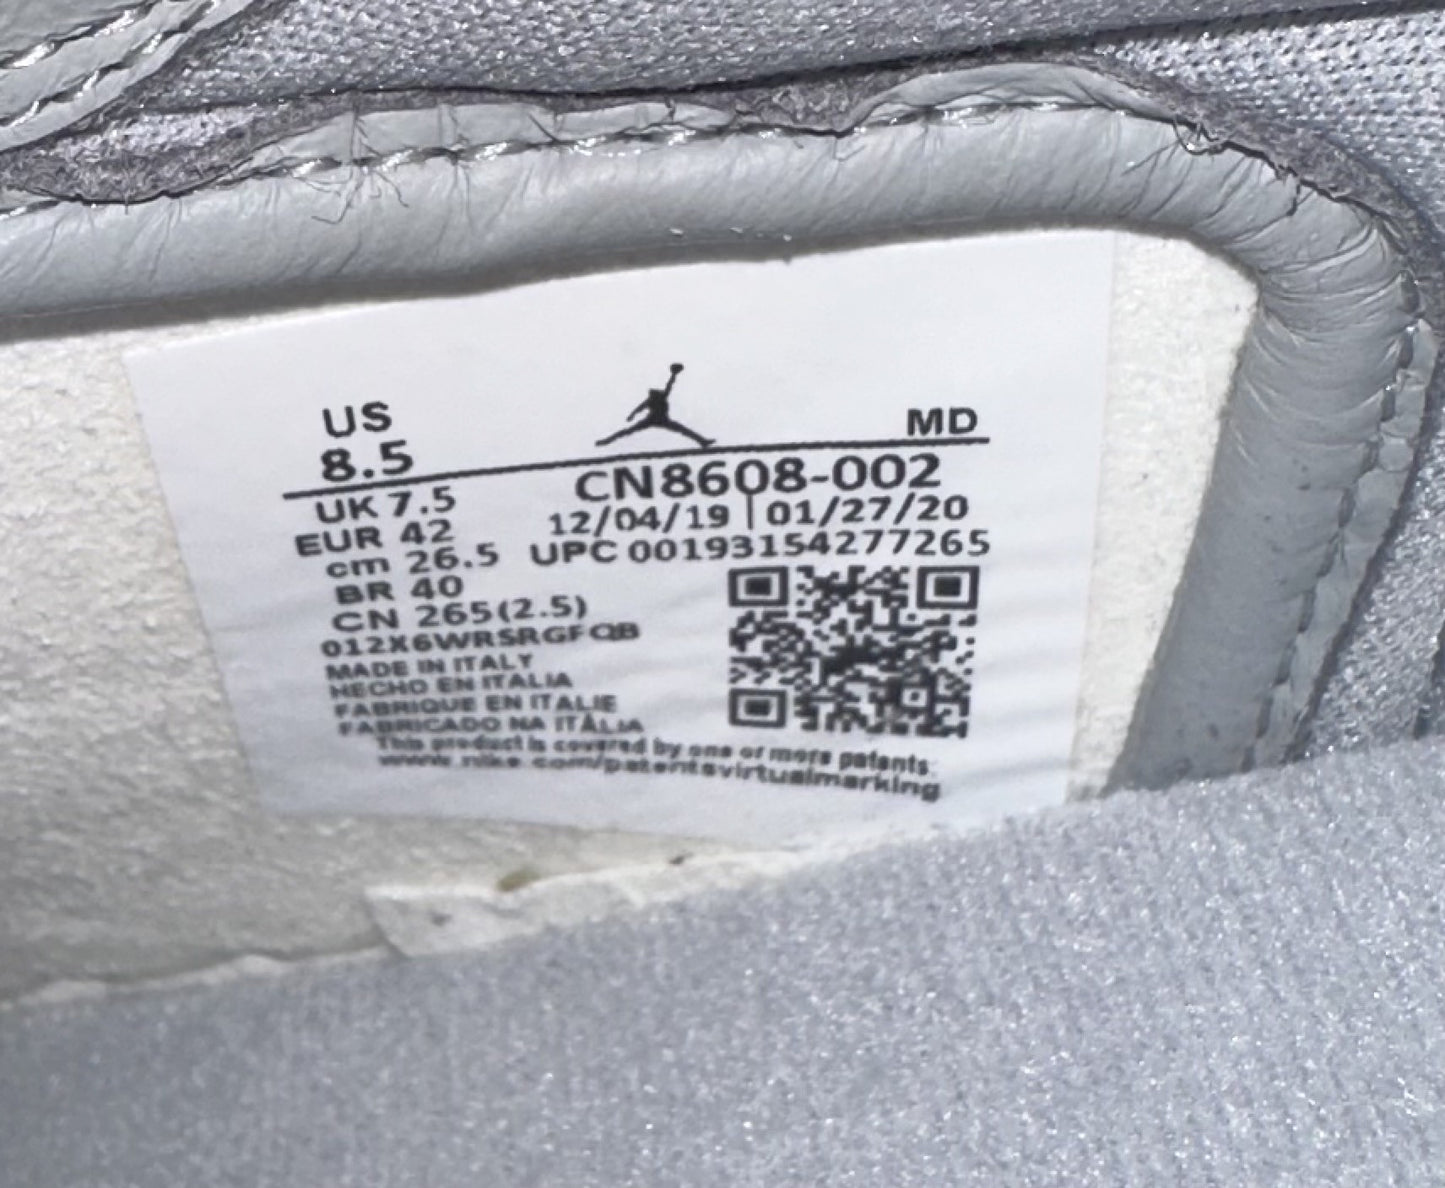 US
8.5
MD
UK 7.5
CN8608-002
EUR 42
12/04/19 | 01/27/20
cm 26.5
UPC 00193154277265
BR 40
CN 265(2.5)
012X6WRSRGFQB
MADE IN ITALY
HECHO EN ITALIA
FABRIQUE EN ITALIE
FABRICADO NA ITÀLIA
This product is covered by one or more patents.
www.nike.com/patentsvirtualmarking